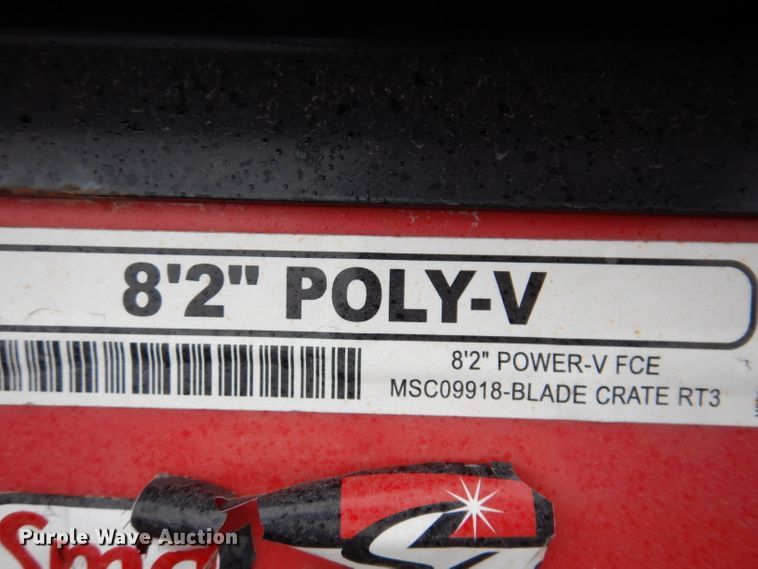 8'2" POLY-V
8'2" POWER-V FCE
MSC09918-BLADE CRATE RT3
Purple Wave Auction